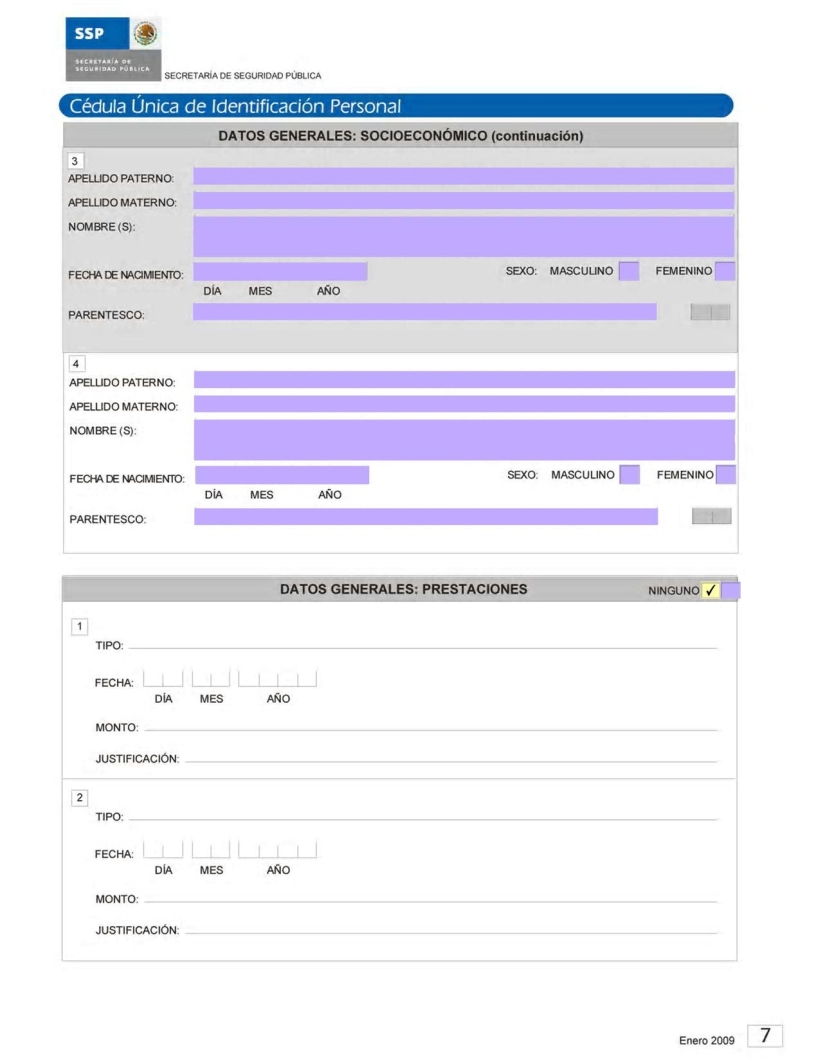 SSP
SECRETARÍA DE
SEGURIDAD PÚBLICA
SECRETARÍA DE SEGURIDAD PÚBLICA
Cédula Única de Identificación Personal
DATOS GENERALES: SOCIOECONÓMICO (continuación)
3
APELLIDO PATERNO:
APELLIDO MATERNO:
NOMBRE (S):
FECHA DE NACIMIENTO: SEXO: MASCULINO FEMENINO
DÍA MES AÑO
PARENTESCO:
4
APELLIDO PATERNO:
APELLIDO MATERNO:
NOMBRE (S):
FECHA DE NACIMIENTO: SEXO: MASCULINO FEMENINO
DÍA MES AÑO
PARENTESCO:
DATOS GENERALES: PRESTACIONES NINGUNO ✓
1
TIPO:
FECHA:
DÍA MES AÑO
MONTO:
JUSTIFICACIÓN:
2
TIPO:
FECHA:
DÍA MES AÑO
MONTO:
JUSTIFICACIÓN:
Enero 2009 7